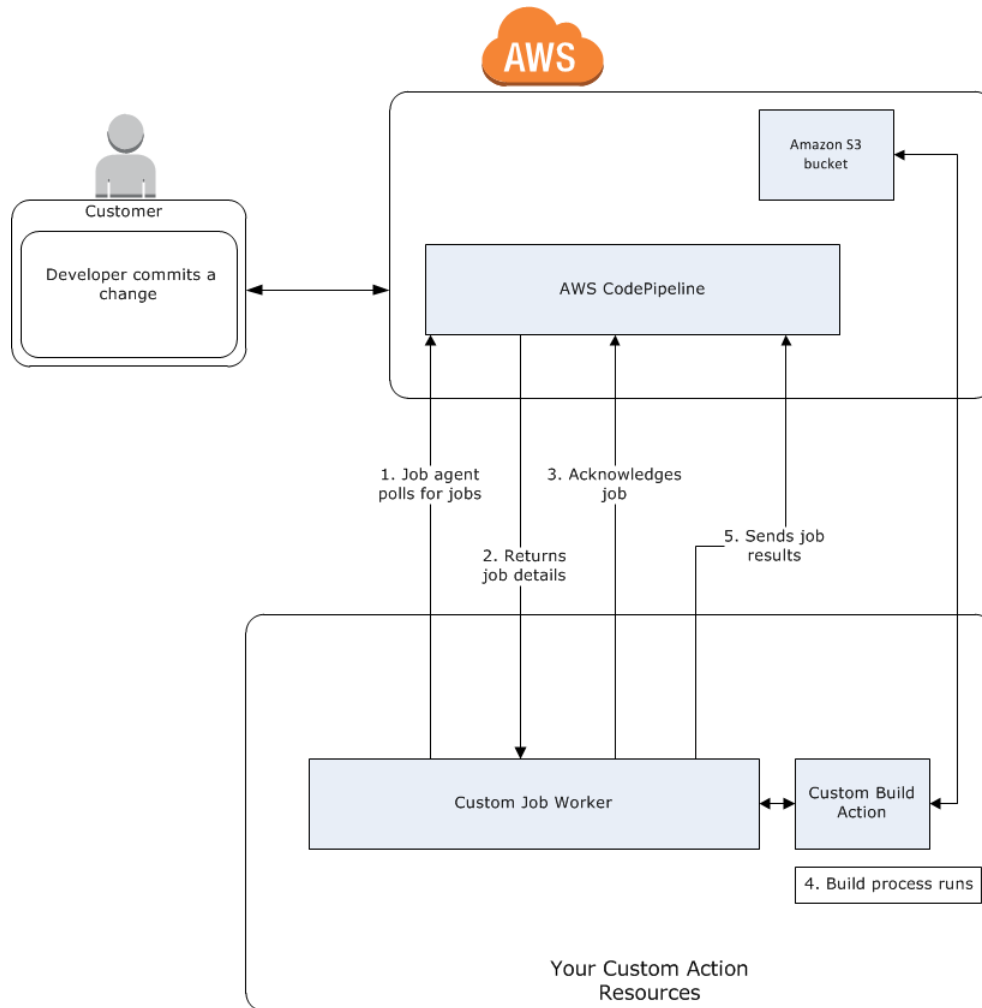 AWS
Amazon S3
bucket
Customer
Developer commits a
change
AWS CodePipeline
1. Job agent
polls for jobs
3. Acknowledges
job
2. Returns
job details
5. Sends job
results
Custom Job Worker
Custom Build
Action
4. Build process runs
Your Custom Action
Resources